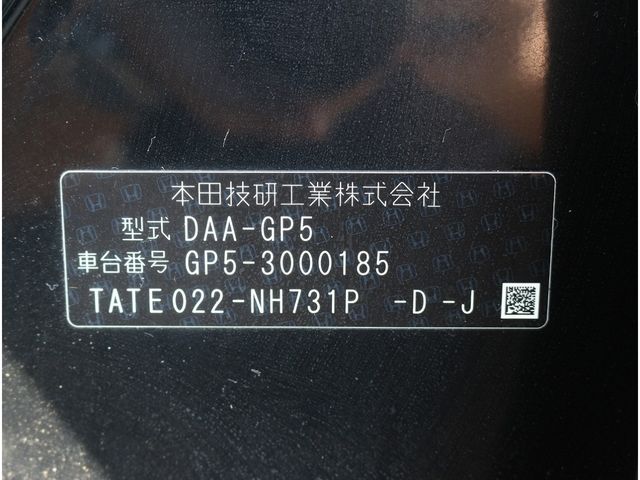 本田技研工業株式会社
型式 DAA-GP5
車台番号 GP5-3000185
TATE022-NH731P -D -J